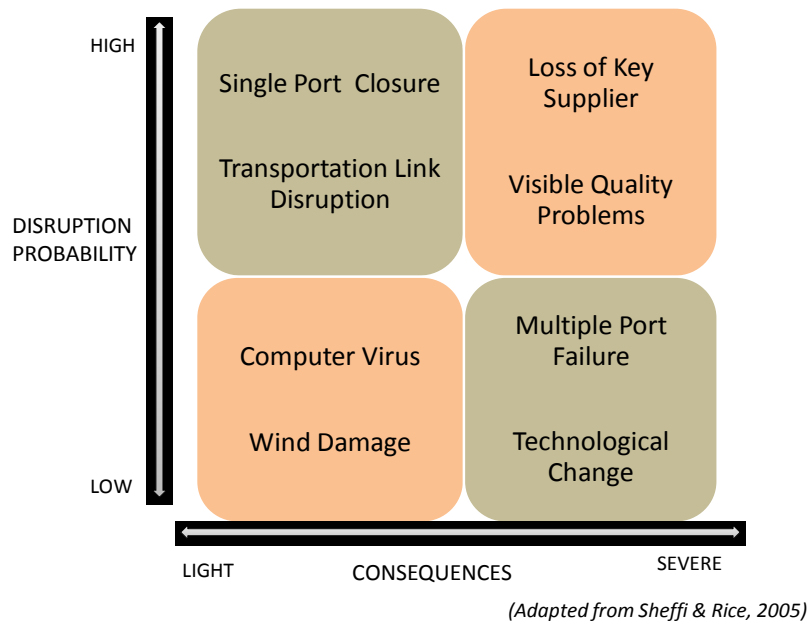 HIGH
Single Port Closure
Transportation Link
Disruption
Loss of Key
Supplier
Visible Quality
Problems
DISRUPTION
PROBABILITY
Computer Virus
Wind Damage
Multiple Port
Failure
Technological
Change
LOW
LIGHT
CONSEQUENCES
SEVERE
(Adapted from Sheffi & Rice, 2005)